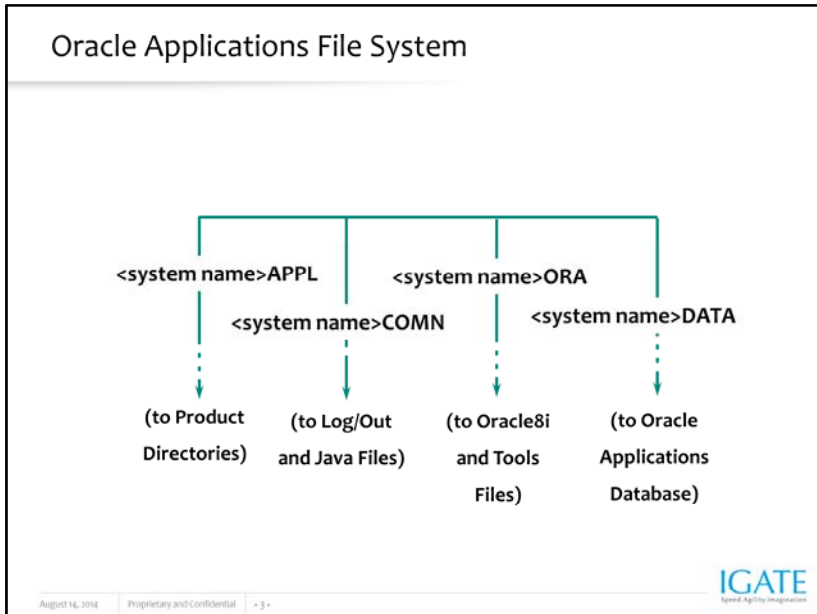 Oracle Applications File System
<system name>APPL
<system name>ORA
<system name>COMN
<system name>DATA
(to Product
Directories)
(to Log/Out
and Java Files)
(to Oracle8i
and Tools
Files)
(to Oracle
Applications
Database)
August 14, 2014
Proprietary and Confidential
- 3 -
IGATE
Speed.Agility.Imagination